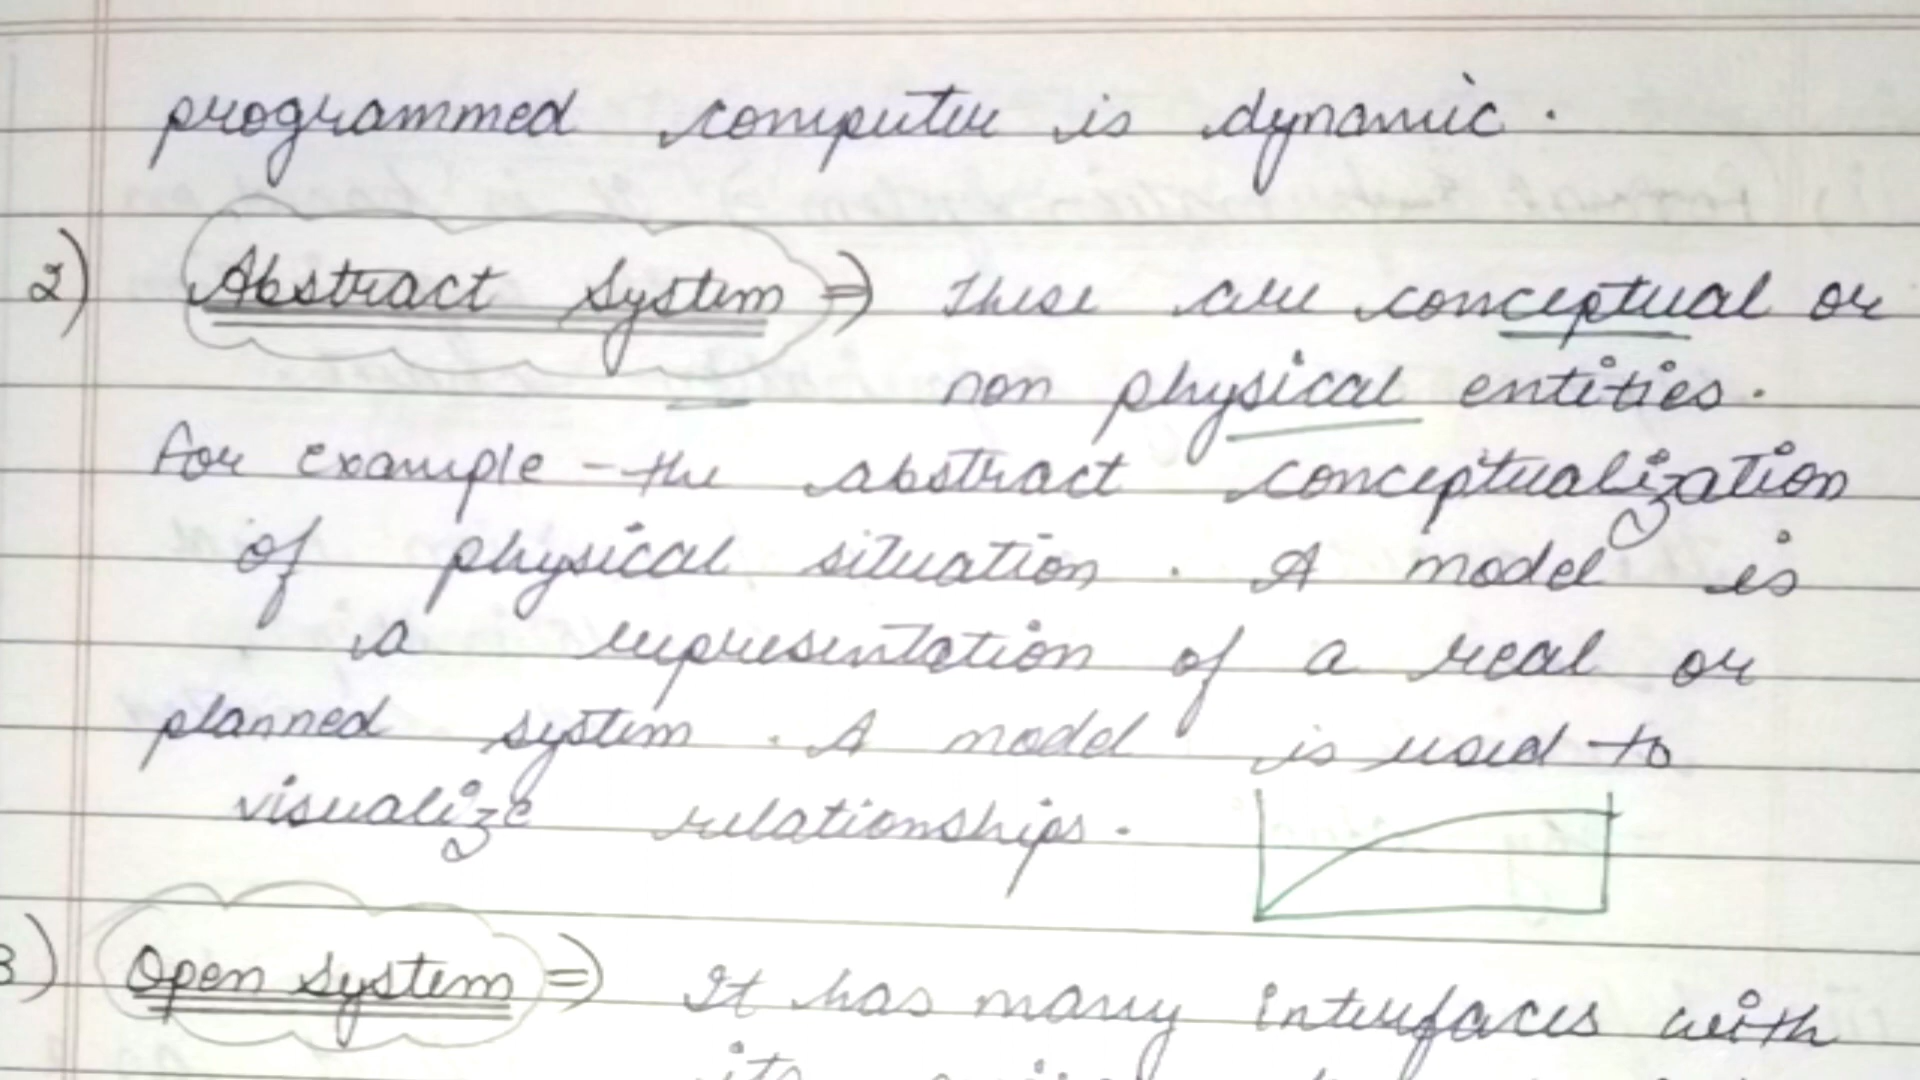 programmed computer is dynamic.
2) Abstract System ⇒ these are conceptual or
non physical entities.
for example - the abstract conceptualization
of physical situation. A model is
a representation of a real or
planned system. A model is used to
visualize relationships.
3) Open System ⇒ It has many interfaces with
its